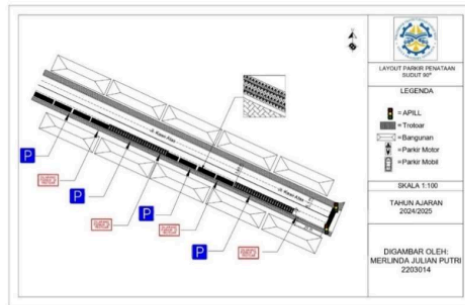 LAYOUT PARKIR PENATAAN
SUDUT 90°
LEGENDA
= APILL
= Trotoar
= Bangunan
= Parkir Motor
= Parkir Mobil
SKALA 1:100
TAHUN AJARAN
2024/2025
DIGAMBAR OLEH:
MERLINDA JULIAN PUTRI
2203014
P
P
P
P